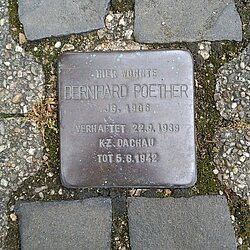 HIER WOHNTE
BERNHARD POETHER
JG. 1906
VERHAFTET 22.9.1939
KZ DACHAU
TOT 5.8.1942